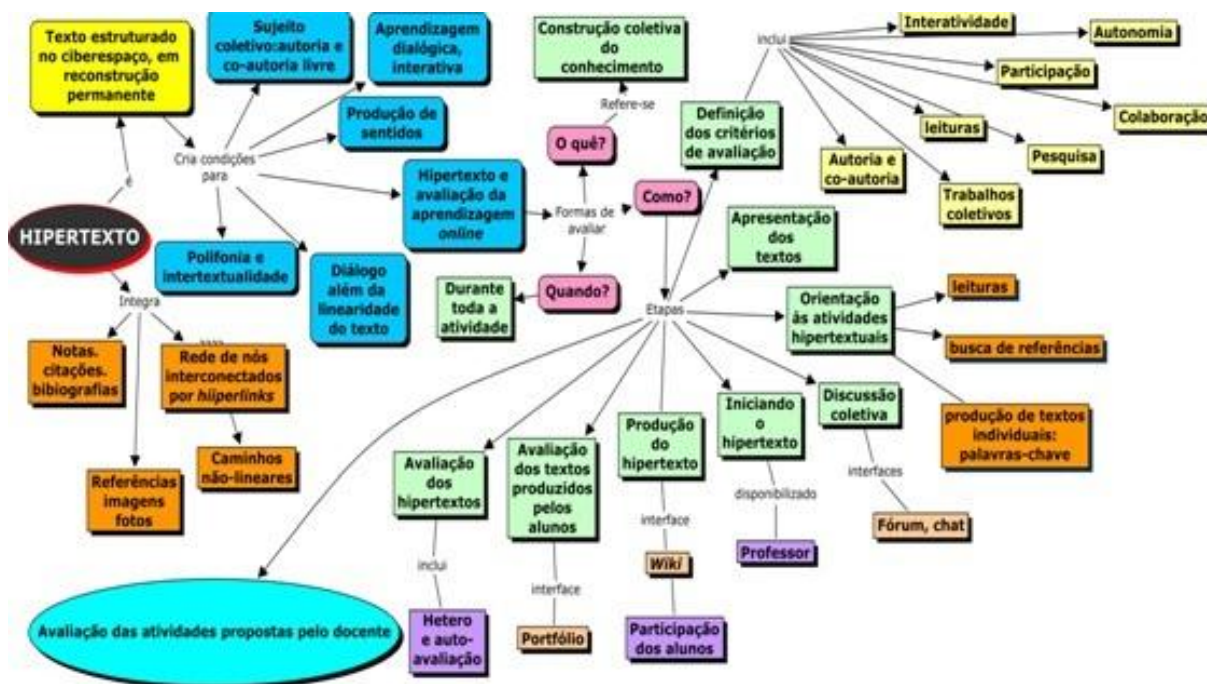 Texto estruturado
no ciberespaço, em
reconstrução
permanente
Sujeito
coletivo:autoria e
co-autoria livre
Aprendizagem
dialógica,
interativa
Produção de
sentidos
Cria condições
para
Hipertexto e
avaliação da
aprendizagem
online
Polifonia e
intertextualidade
Diálogo
além da
linearidade
do texto
é
HIPERTEXTO
Integra
Notas.
citações.
bibiografias
Rede de nós
interconectados
por hiiperlinks
Referências
imagens
fotos
Caminhos
não-lineares
Construção coletiva
do
conhecimento
Refere-se
O quê?
Formas de
avaliar
Como?
Quando?
Durante
toda a
atividade
Definição
dos critérios
de avaliação
inclui
Interatividade
Autonomia
Participação
Colaboração
leituras
Pesquisa
Autoria e
co-autoria
Trabalhos
coletivos
Apresentação
dos
textos
Etapas
Orientação
às atividades
hipertextuais
leituras
busca de referências
produção de textos
individuais:
palavras-chave
Discussão
coletiva
interfaces
Fórum, chat
Iniciando
o
hipertexto
disponibilizado
Professor
Produção
do
hipertexto
interface
Wiki
Participação
dos alunos
Avaliação
dos textos
produzidos
pelos
alunos
interface
Portfólio
Avaliação
dos
hipertextos
inclui
Hetero
e auto-
avaliação
Avaliação das atividades propostas pelo docente